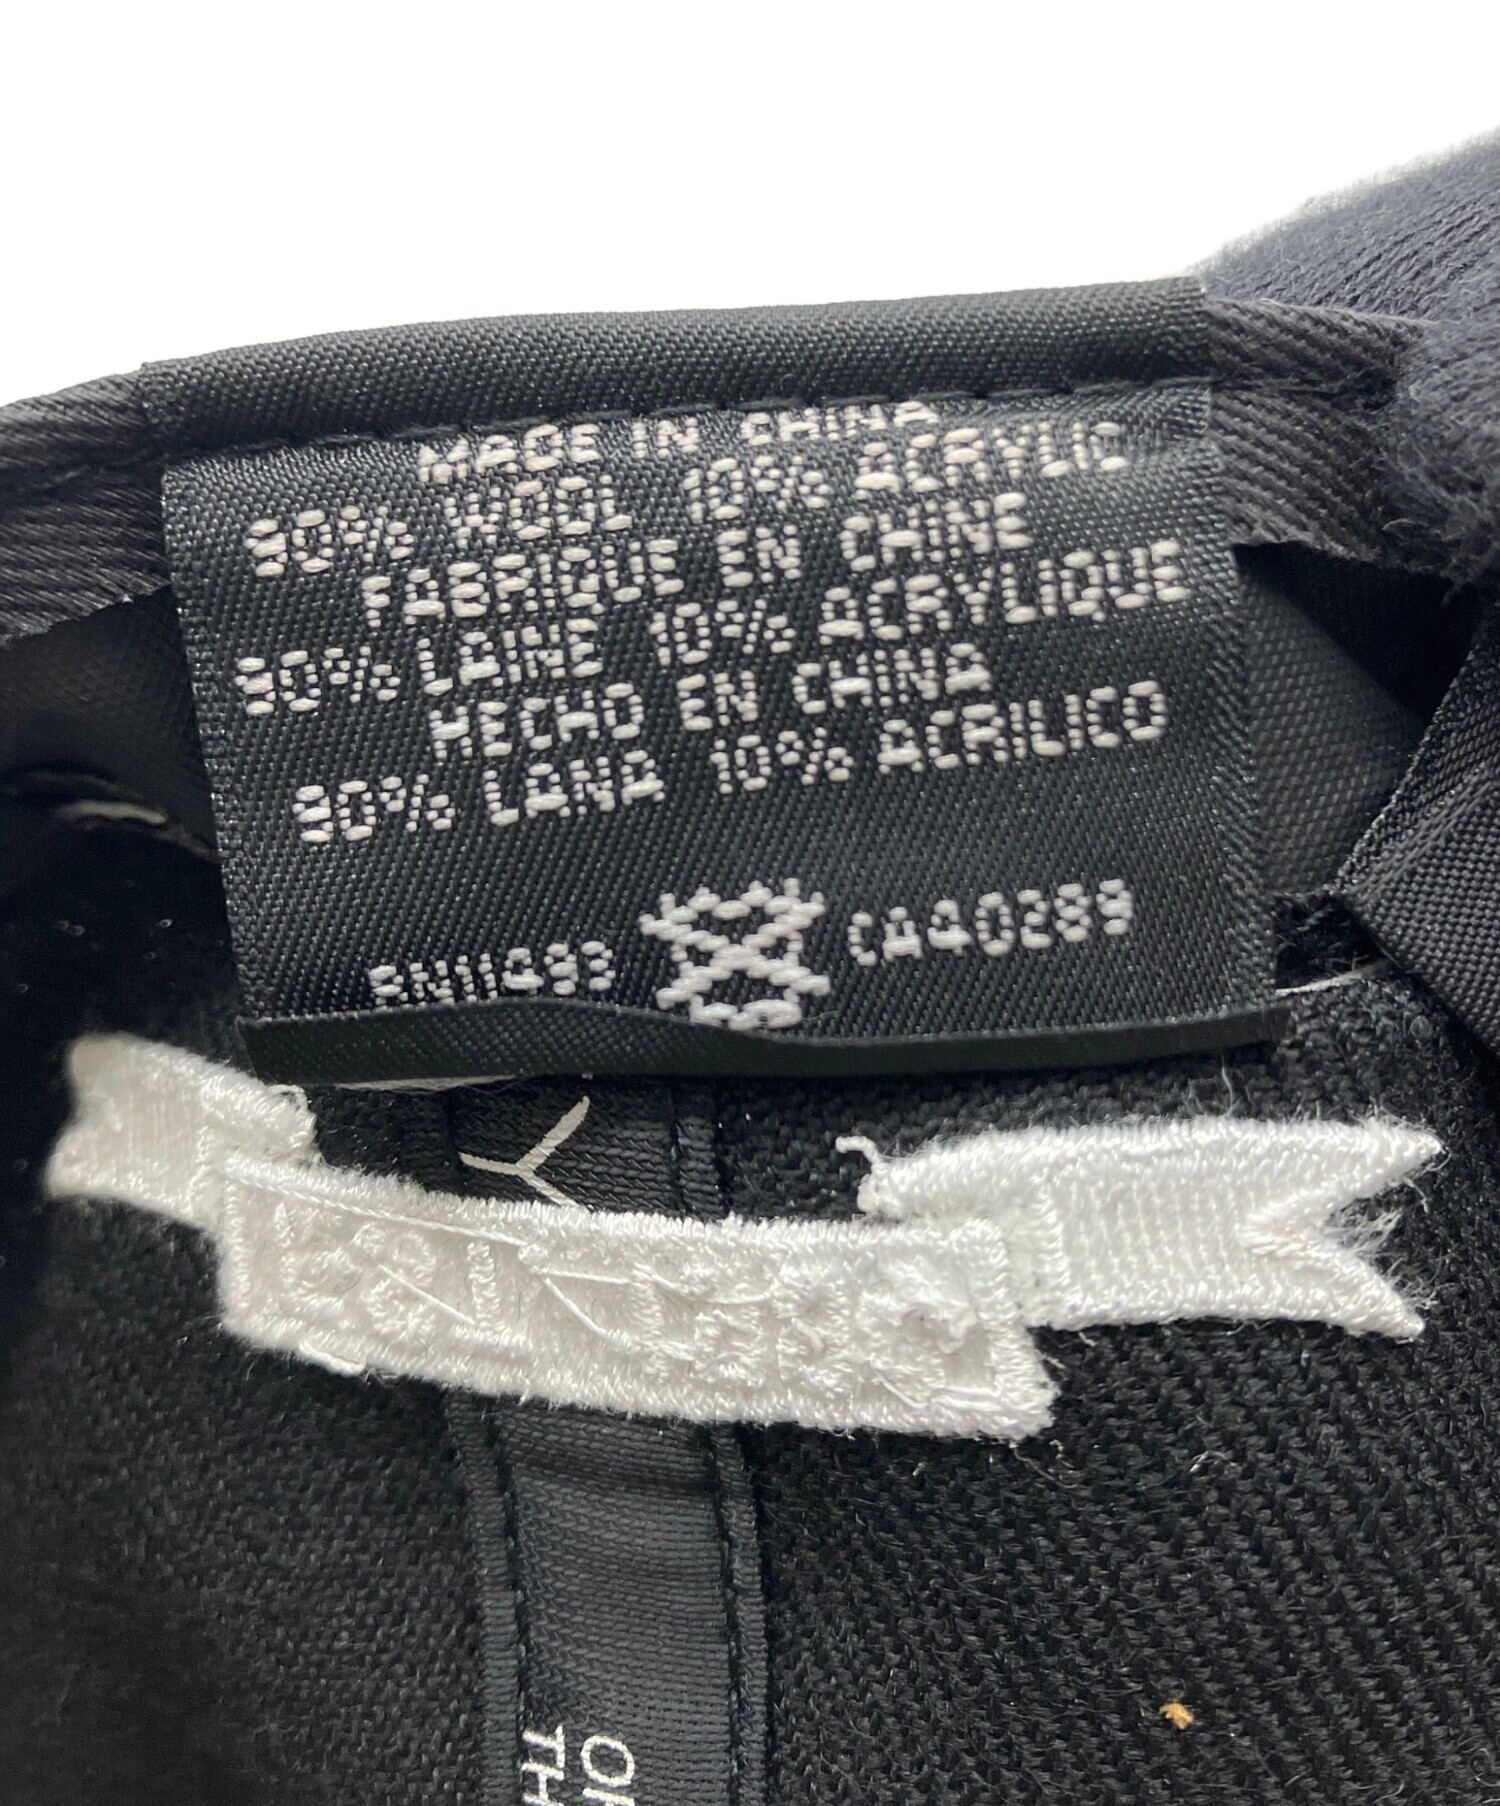 MADE IN CHINA
90% WOOL 10% ACRYLIC
FABRIQUE EN CHINE
90% LAINE 10% ACRYLIQUE
HECHO EN CHINA
90% LANA 10% ACRILICO
RN11493 CA40289
Y
TH